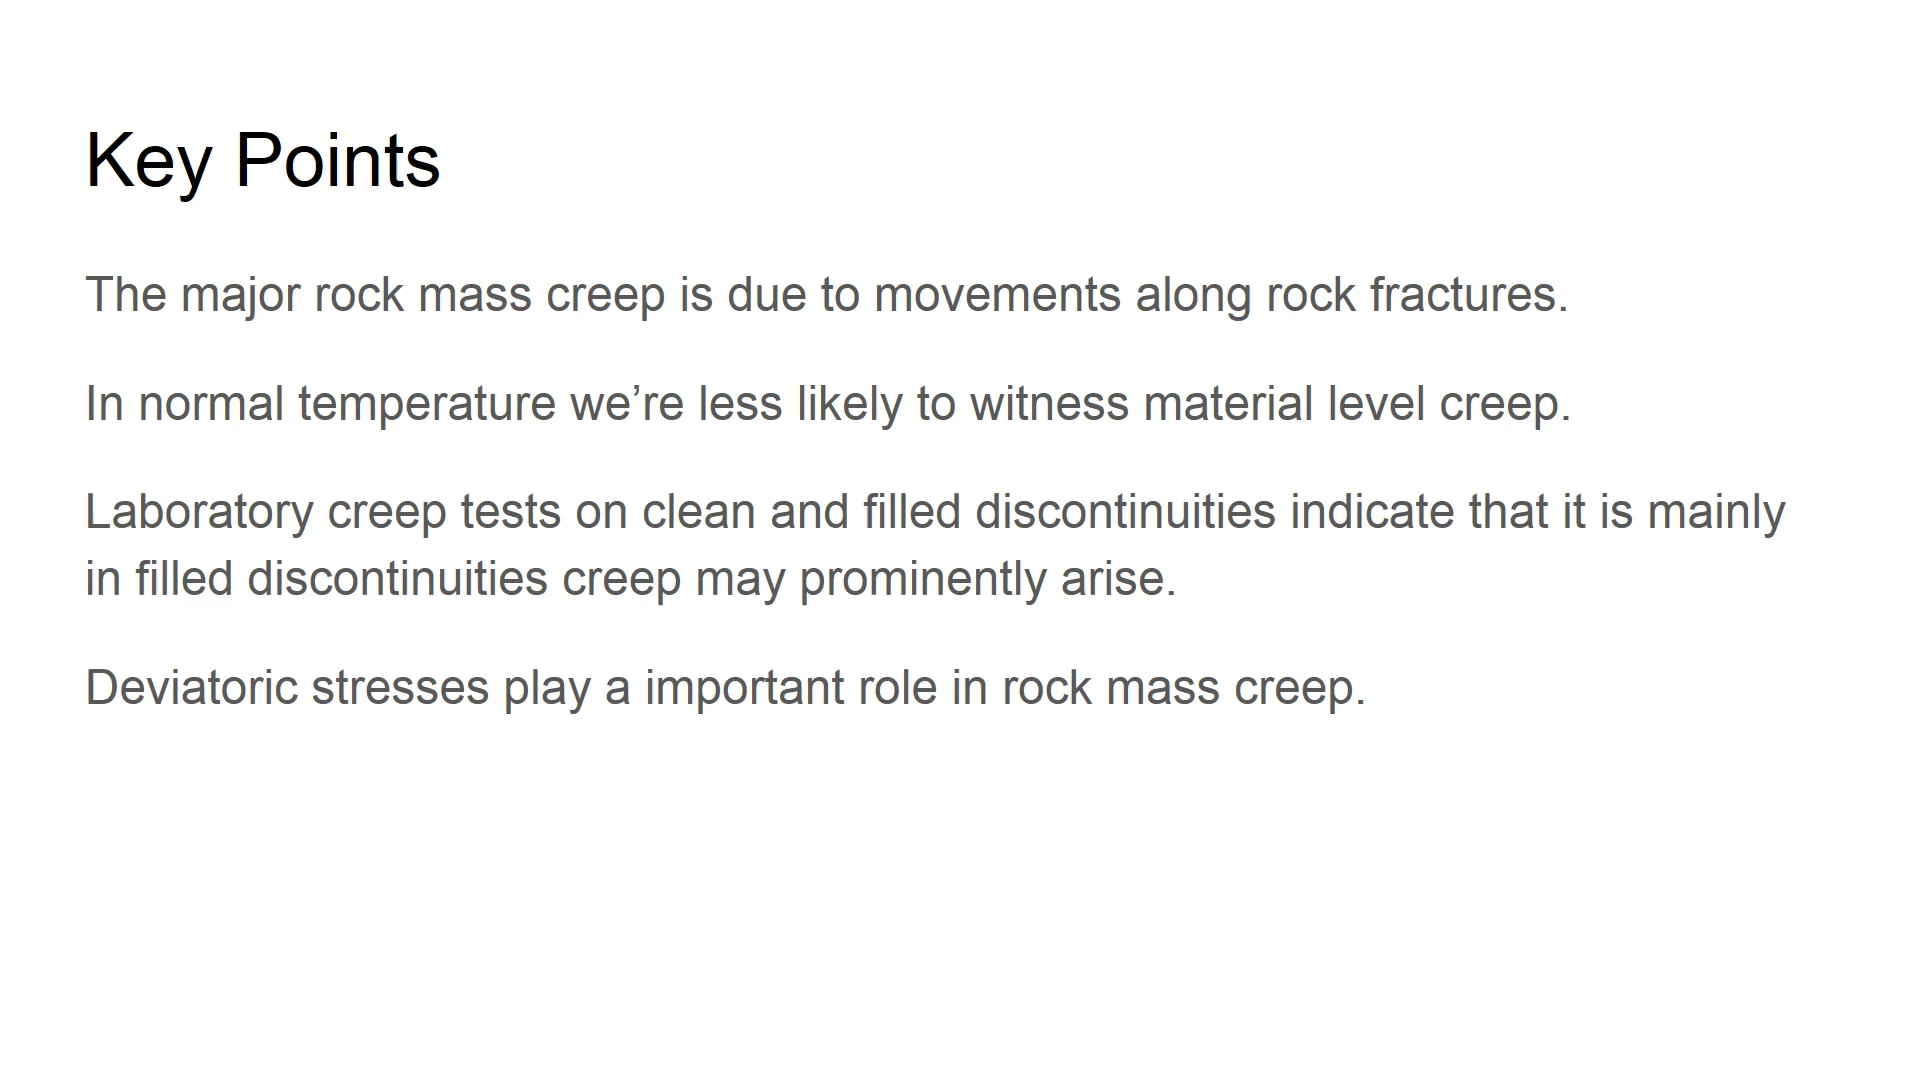 Key Points
The major rock mass creep is due to movements along rock fractures.
In normal temperature we’re less likely to witness material level creep.
Laboratory creep tests on clean and filled discontinuities indicate that it is mainly
in filled discontinuities creep may prominently arise.
Deviatoric stresses play a important role in rock mass creep.